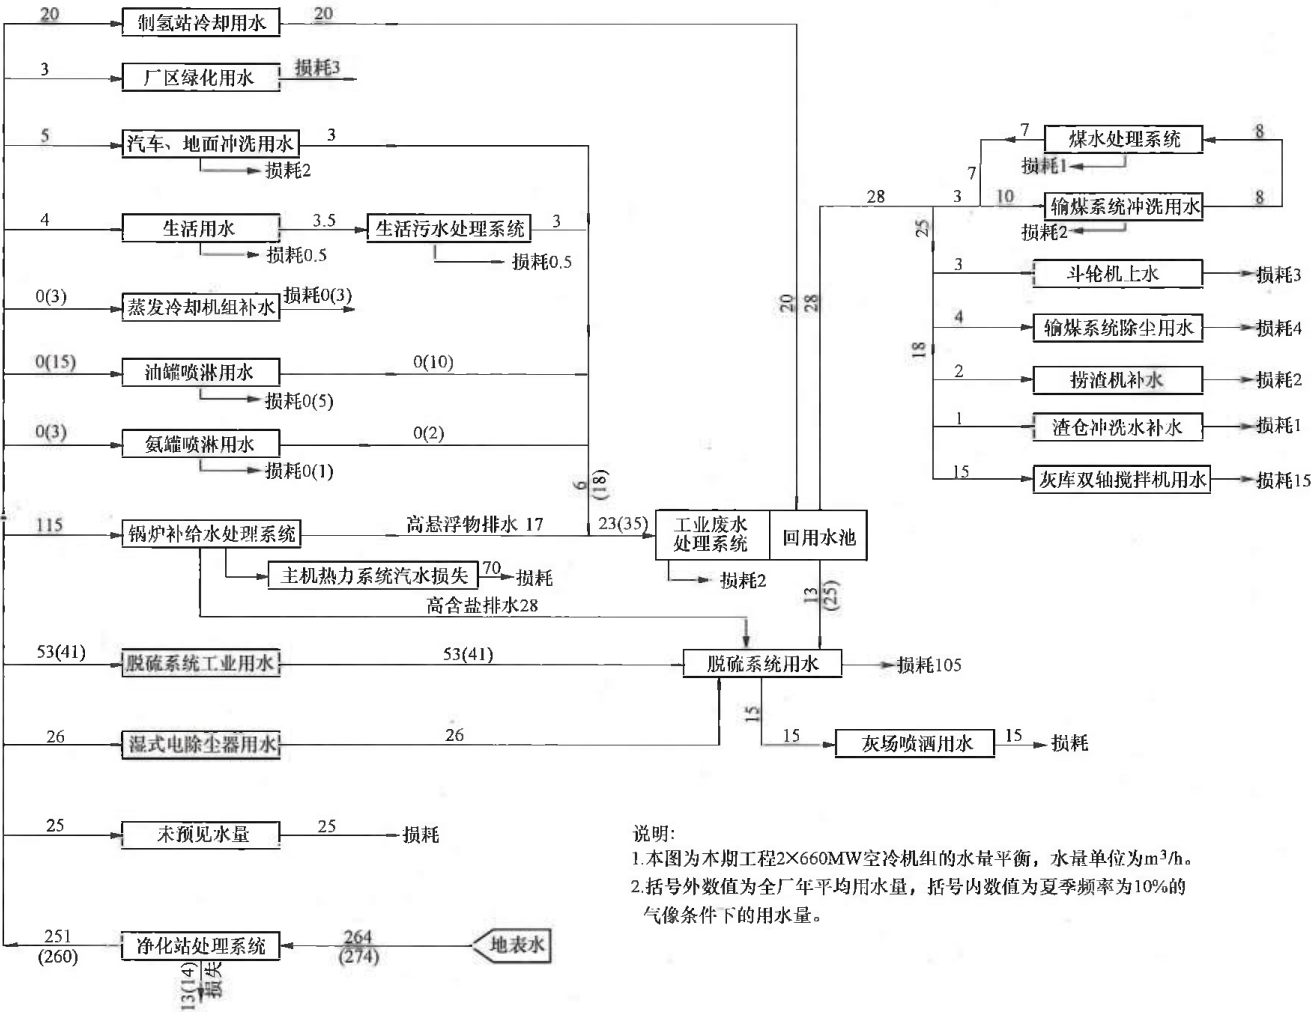 20
制氢站冷却用水
20
3
厂区绿化用水
损耗3
5
汽车、地面冲洗用水
3
损耗2
4
生活用水
3.5
生活污水处理系统
3
损耗0.5
损耗0.5
0(3)
蒸发冷却机组补水
损耗0(3)
0(15)
油罐喷淋用水
0(10)
损耗0(5)
0(3)
氨罐喷淋用水
0(2)
损耗0(1)
6
(18)
115
锅炉补给水处理系统
高悬浮物排水 17
23(35)
工业废水
处理系统
回用水池
损耗2
主机热力系统汽水损失
70
损耗
高含盐排水28
13
(25)
20
28
28
3
10
7
7
煤水处理系统
8
损耗1
输煤系统冲洗用水
8
损耗2
25
3
斗轮机上水
损耗3
4
输煤系统除尘用水
损耗4
18
2
捞渣机补水
损耗2
1
渣仓冲洗水补水
损耗1
15
灰库双轴搅拌机用水
损耗15
53(41)
脱硫系统工业用水
53(41)
脱硫系统用水
损耗105
26
湿式电除尘器用水
26
15
15
灰场喷洒用水
15
损耗
25
未预见水量
25
损耗
251
(260)
净化站处理系统
264
(274)
地表水
13(14)
损失
说明:
1.本图为本期工程2×660MW空冷机组的水量平衡，水量单位为m³/h。
2.括号外数值为全厂年平均用水量，括号内数值为夏季频率为10%的
气像条件下的用水量。